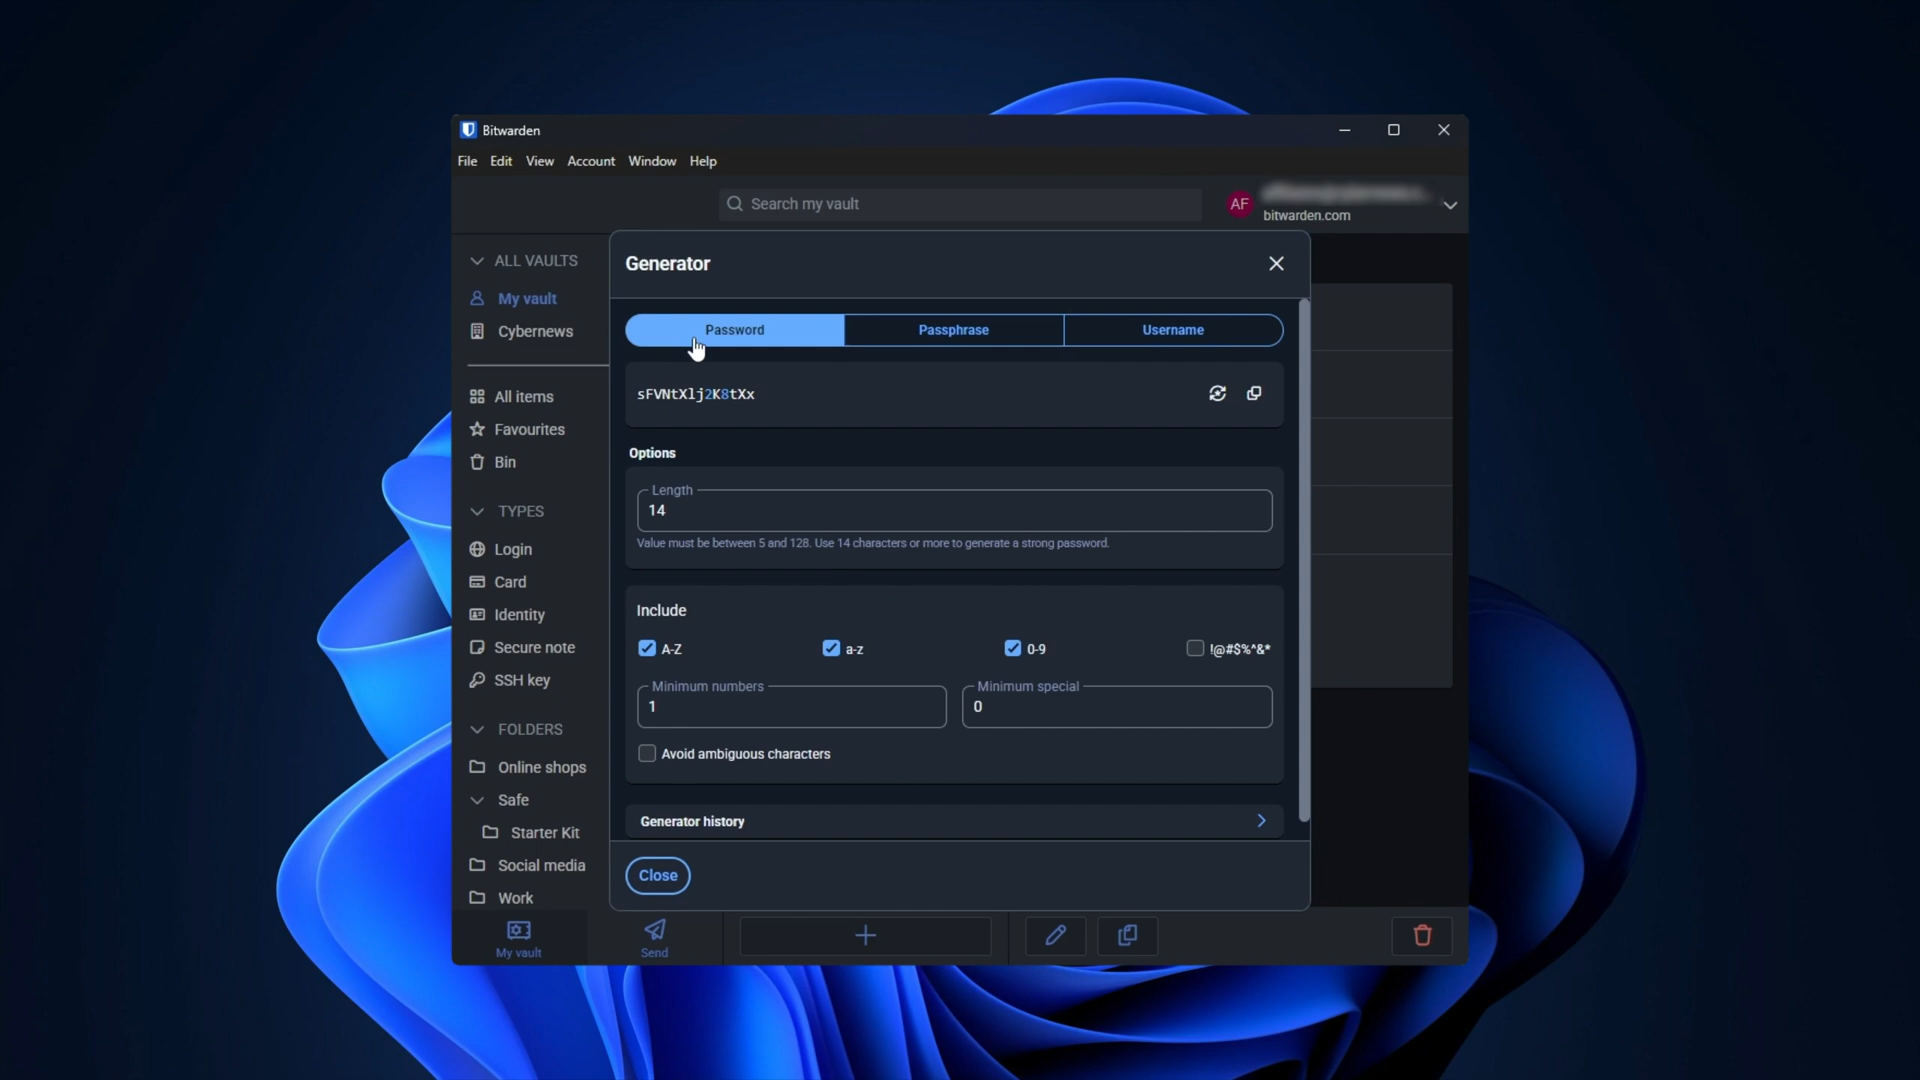 Bitwarden
File Edit View Account Window Help
Search my vault
AF
bitwarden.com
ALL VAULTS
My vault
Cybernews
All items
Favourites
Bin
TYPES
Login
Card
Identity
Secure note
SSH key
FOLDERS
Online shops
Safe
Starter Kit
Social media
Work
My vault
Send
Generator
Password Passphrase Username
sFVNtXlj2K8tXx
Options
Length
14
Value must be between 5 and 128. Use 14 characters or more to generate a strong password.
Include
A-Z a-z 0-9 !@#$%^&*
Minimum numbers Minimum special
1 0
Avoid ambiguous characters
Generator history
Close